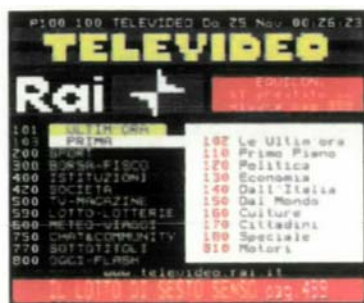 P100 100 TELEVIDEO Do 25 Nov 00:26:23
TELEVIDEO
Rai
EQUILON
101 ULTIM'ORA
103 PRIMA
200 SPORT
300 BORSA-FISCO
400 ISTITUZIONI
420 SOCIETA
500 TV-MAGAZINE
590 LOTTO-LOTTERIE
600 METEO-VIAGGI
750 CHAT&COMMUNITY
770 SOTTOTITOLI
800 OGGI-FLASH
102 Le Ultim'ora
110 Primo Piano
120 Politica
130 Economia
140 Dall'Italia
150 Dal Mondo
160 Culture
170 Cittadini
180 Speciale
810 Motori
www.televideo.rai.it
IL LOTTO DI SESTO SENSO pag 499